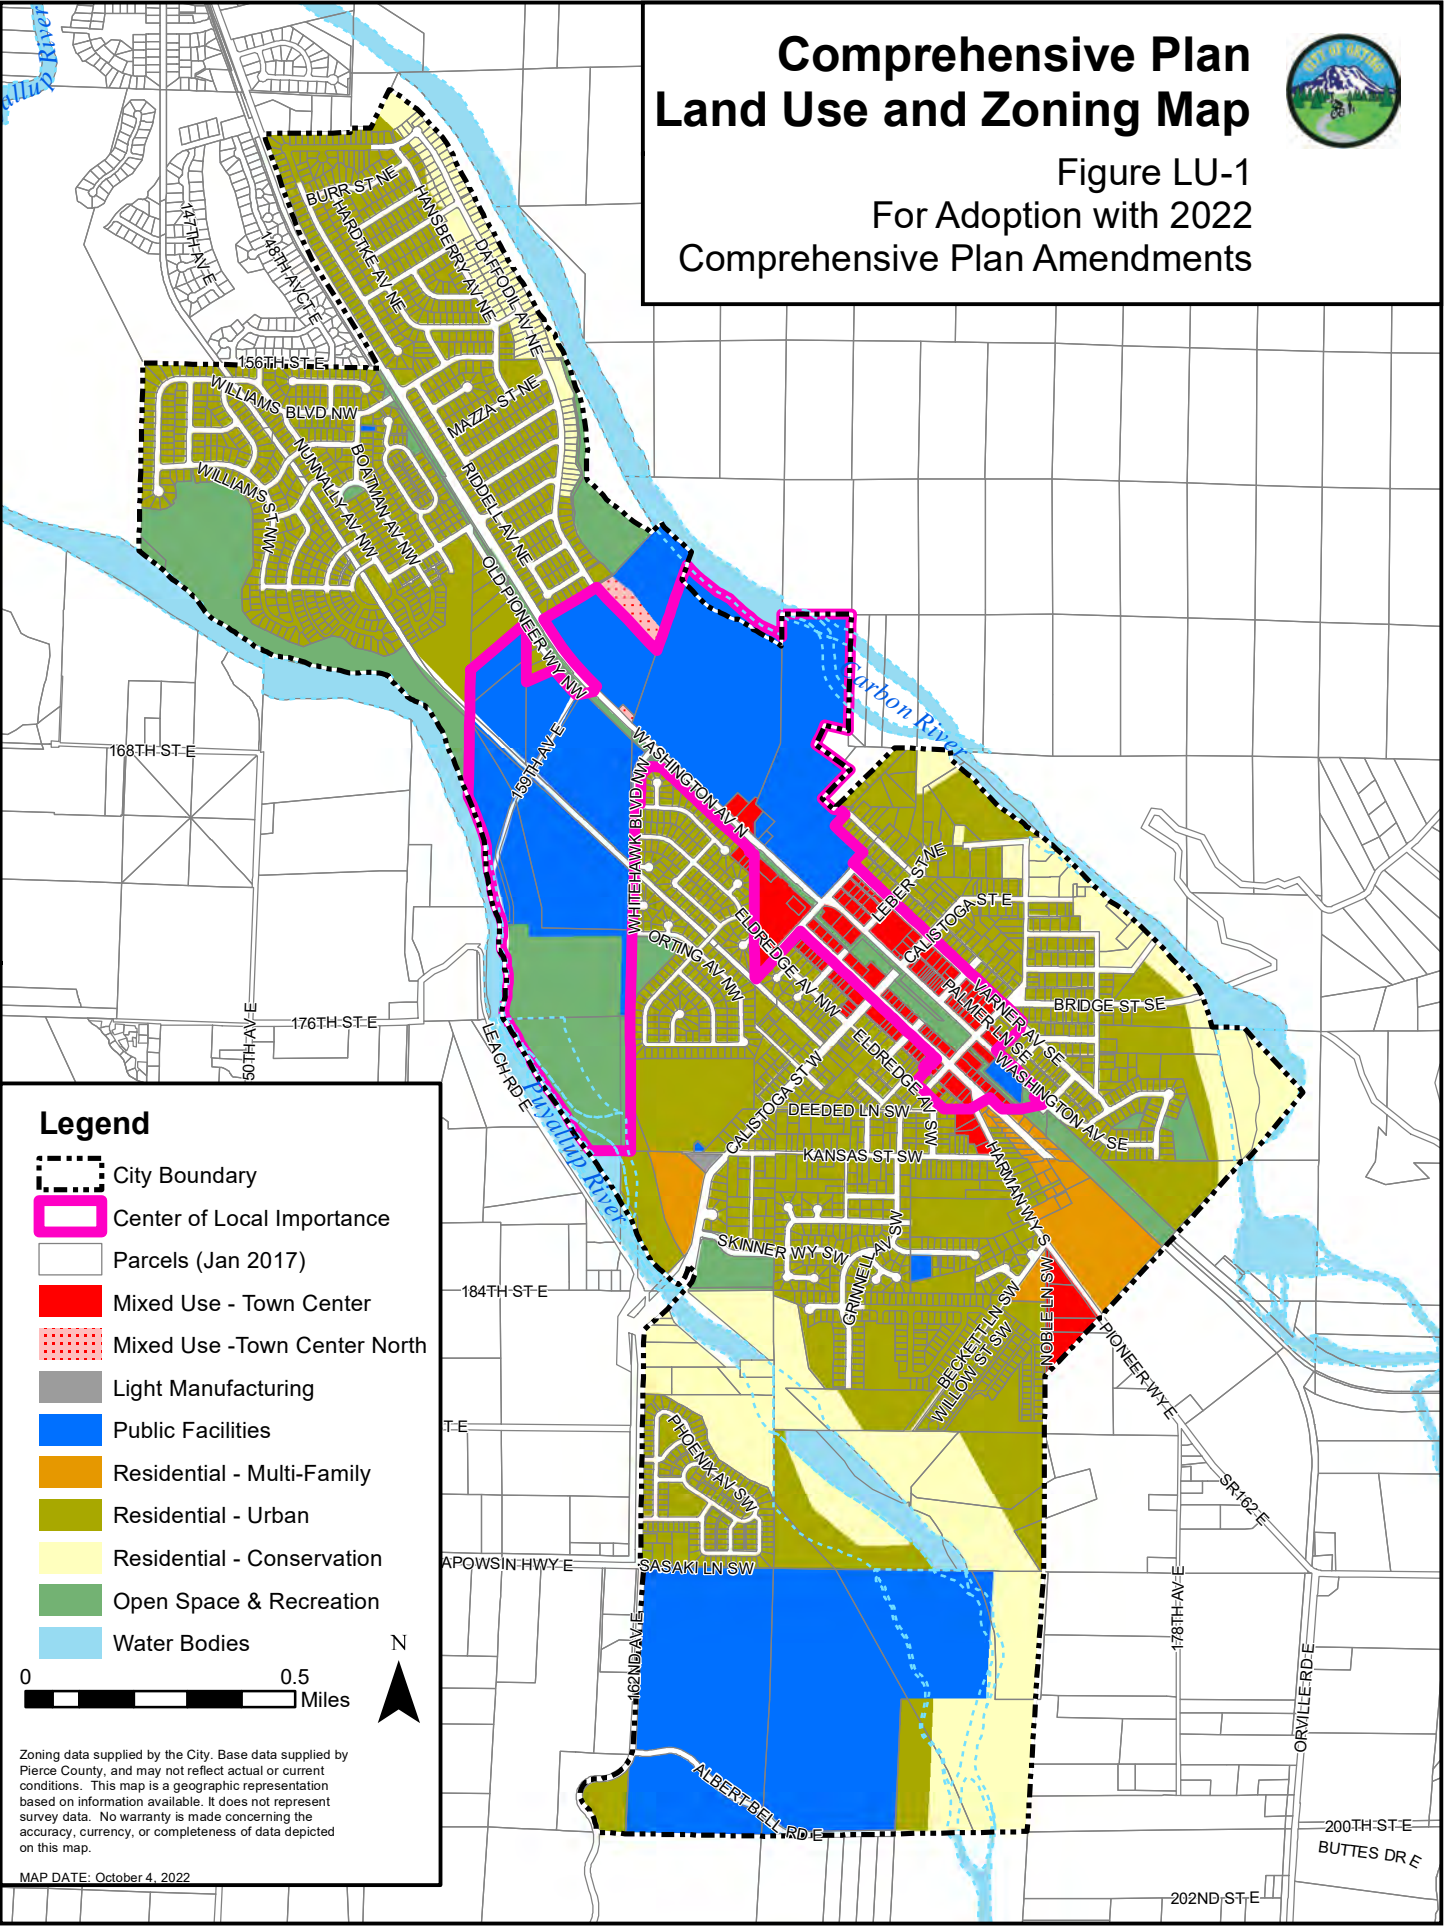 Comprehensive Plan
Land Use and Zoning Map
Figure LU-1
For Adoption with 2022
Comprehensive Plan Amendments
CITY OF ORTING
allup River
147TH AV E
148TH AVCT E
BURR ST NE
HARDTKE AV NE
HANSBERRY AV NE
DAFFODIL AV NE
156TH ST E
WILLIAMS BLVD NW
MAZZA ST NE
NUNNALLY AV NW
BOATMAN AV NW
WILLIAMS ST NW
RIDDELL AV NE
OLD PIONEER WY NW
Carbon River
168TH ST E
159TH AV E
WASHINGTON AV N
WHITEHAWK BLVD NW
LEBER ST NE
CALISTOGA ST E
ELDREDGE AV NW
ORTING AV NW
VARNER AV SE
PALMER LN SE
BRIDGE ST SE
176TH ST E
50TH AV E
LEACH RD E
Puyallup River
ELDREDGE AV SW
WASHINGTON AV SE
CALISTOGA ST W
DEEDED LN SW
KANSAS ST SW
HARMAN WY S
SKINNER WY SW
GRINNELL AV SW
184TH ST E
BECKETT LN SW
WILLOW ST SW
NOBLE LN SW
PIONEER WY E
T E
PHOENIX AV SW
SR162 E
APOWSIN HWY E
SASAKI LN SW
162ND AV E
178TH AV E
ORVILLE RD E
ALBERT BELL RD E
200TH ST E
BUTTES DR E
202ND ST E
Legend
City Boundary
Center of Local Importance
Parcels (Jan 2017)
Mixed Use - Town Center
Mixed Use -Town Center North
Light Manufacturing
Public Facilities
Residential - Multi-Family
Residential - Urban
Residential - Conservation
Open Space & Recreation
Water Bodies
N
0 0.5
Miles
Zoning data supplied by the City. Base data supplied by
Pierce County, and may not reflect actual or current
conditions. This map is a geographic representation
based on information available. It does not represent
survey data. No warranty is made concerning the
accuracy, currency, or completeness of data depicted
on this map.
MAP DATE: October 4, 2022